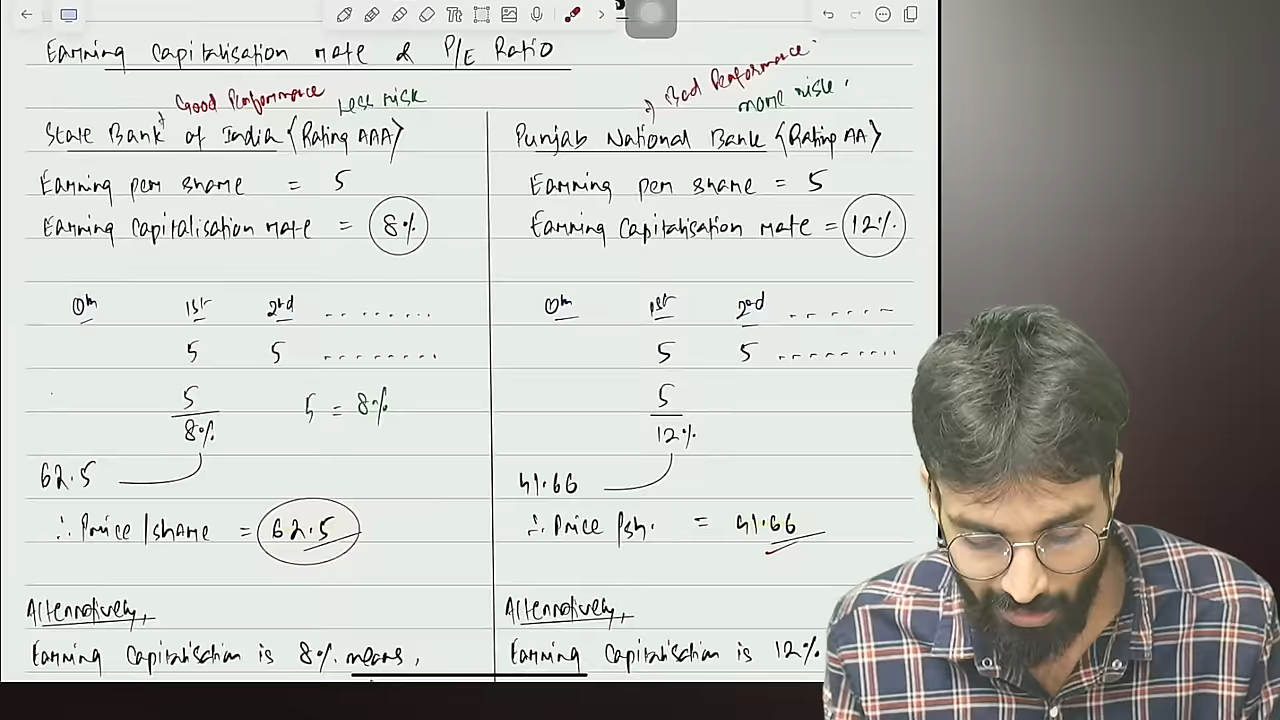 Earning Capitalisation rate & P/E Ratio
Good Performance Less risk
State Bank of India {Rating AAA}
Earning per share = 5
Earning Capitalisation rate = 8%
0th 1st 2nd ........
5 5 ........
5
8%
5 = 8%
62.5
∴ Price /share = 62.5
Alternatively,
Earning Capitalisation is 8% means,
→ Bad Performance.
more risk.
Punjab National Bank {Rating AA}
Earning per share = 5
Earning Capitalisation rate = 12%
0th 1st 2nd .......
5 5 ..........
5
12%
41.66
∴ Price /sh. = 41.66
Alternatively,
Earning Capitalisation is 12%